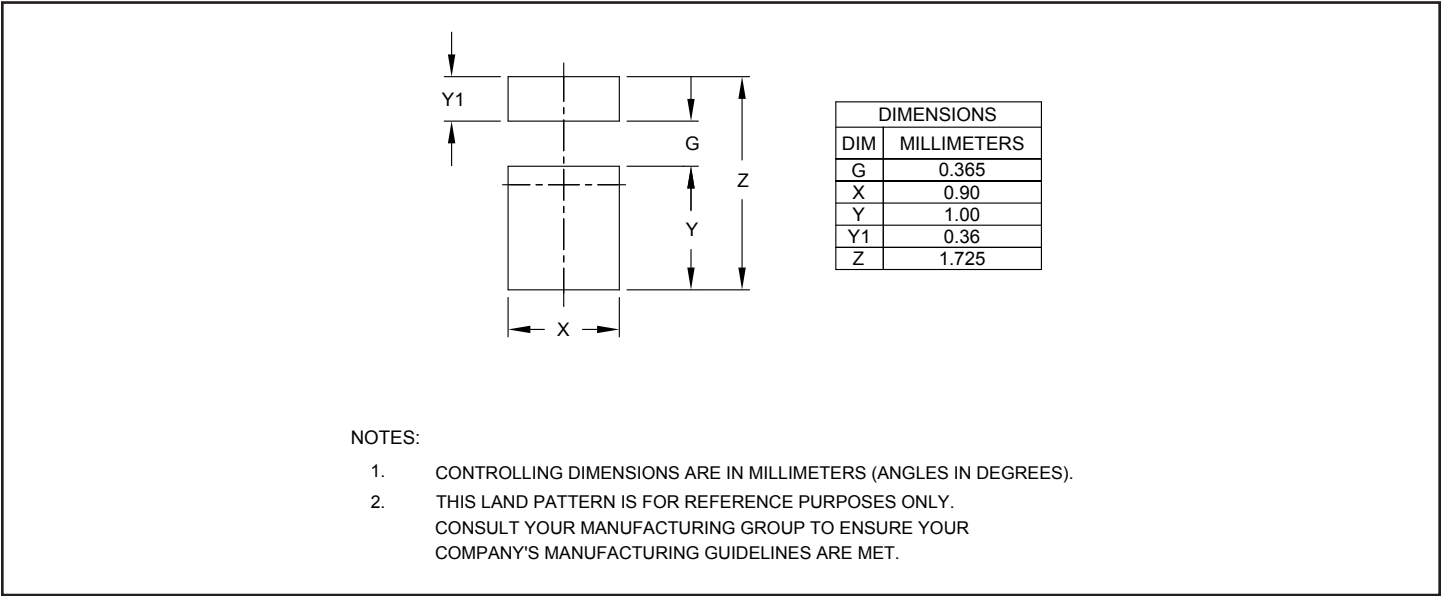 Y1
G
Z
Y
X
DIMENSIONS
DIM MILLIMETERS
G 0.365
X 0.90
Y 1.00
Y1 0.36
Z 1.725
NOTES:
1. CONTROLLING DIMENSIONS ARE IN MILLIMETERS (ANGLES IN DEGREES).
2. THIS LAND PATTERN IS FOR REFERENCE PURPOSES ONLY.
CONSULT YOUR MANUFACTURING GROUP TO ENSURE YOUR
COMPANY'S MANUFACTURING GUIDELINES ARE MET.